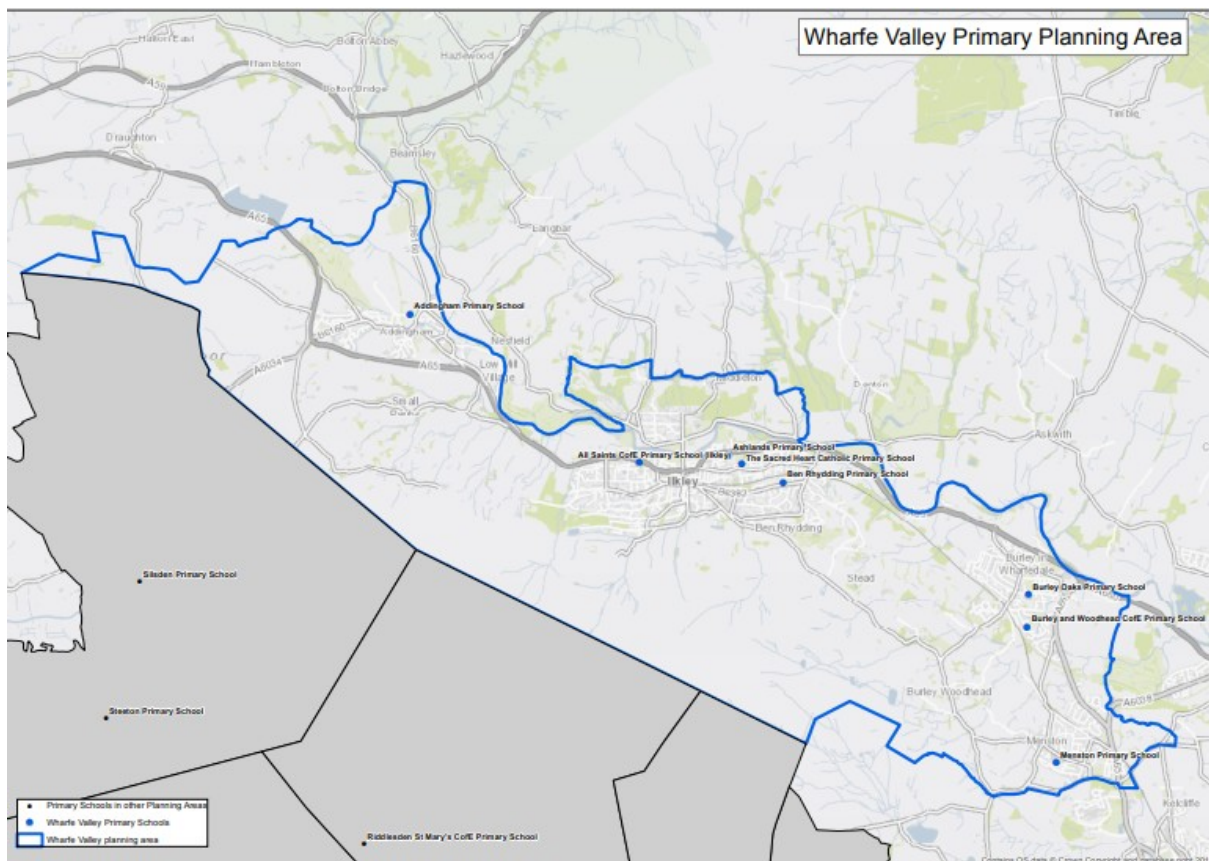 Wharfe Valley Primary Planning Area
Halton East
Bolton Abbey
Hazlewood
Hambleton
A59
Bolton Bridge
Timble
Draughton
Beamsley
A65
B6160
Langbar
Addingham Primary School
Addingham
B6160
Nesfield
A6034
A65
Low Mill
Village
Middleton
Denton
Small
Banks
Askwith
Ashlands Primary School
All Saints CofE Primary School (Ilkley)
The Sacred Heart Catholic Primary School
Ilkley
Ben Rhydding Primary School
Ben Rhydding
Burley in
Wharfedale
Silsden Primary School
Stead
Burley Oaks Primary School
Burley and Woodhead CofE Primary School
Burley Woodhead
A6038
Steeton Primary School
Menston
Menston Primary School
Primary Schools in other Planning Areas
Wharfe Valley Primary Schools
Wharfe Valley planning area
Riddlesden St Mary's CofE Primary School